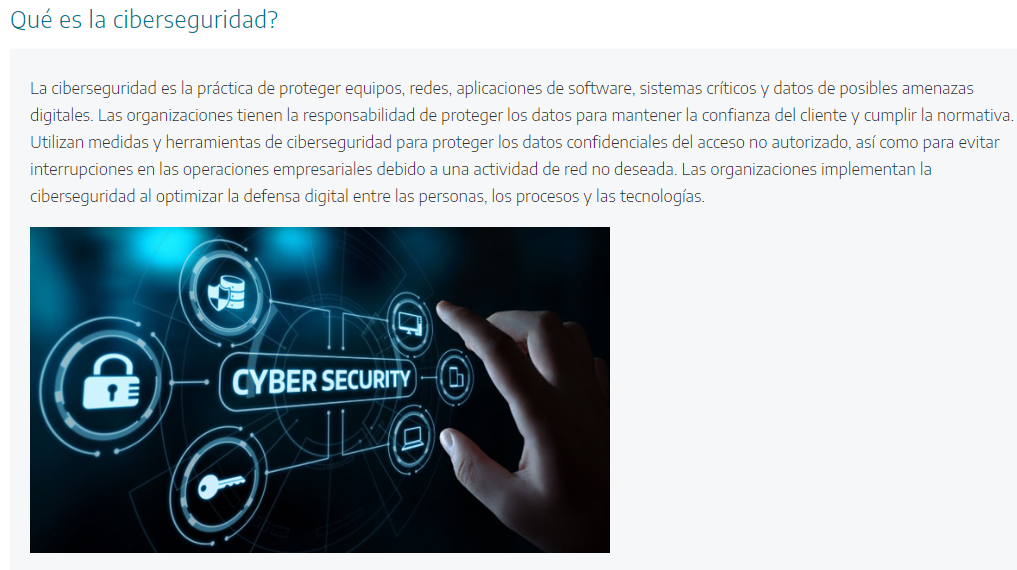 Qué es la ciberseguridad?
La ciberseguridad es la práctica de proteger equipos, redes, aplicaciones de software, sistemas críticos y datos de posibles amenazas
digitales. Las organizaciones tienen la responsabilidad de proteger los datos para mantener la confianza del cliente y cumplir la normativa.
Utilizan medidas y herramientas de ciberseguridad para proteger los datos confidenciales del acceso no autorizado, así como para evitar
interrupciones en las operaciones empresariales debido a una actividad de red no deseada. Las organizaciones implementan la
ciberseguridad al optimizar la defensa digital entre las personas, los procesos y las tecnologías.
CYBER SECURITY